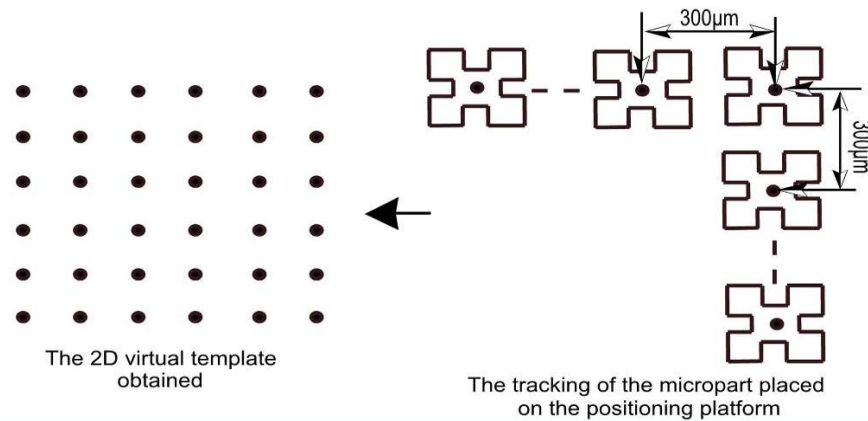 300μm
300μm
The 2D virtual template
obtained
The tracking of the micropart placed
on the positioning platform